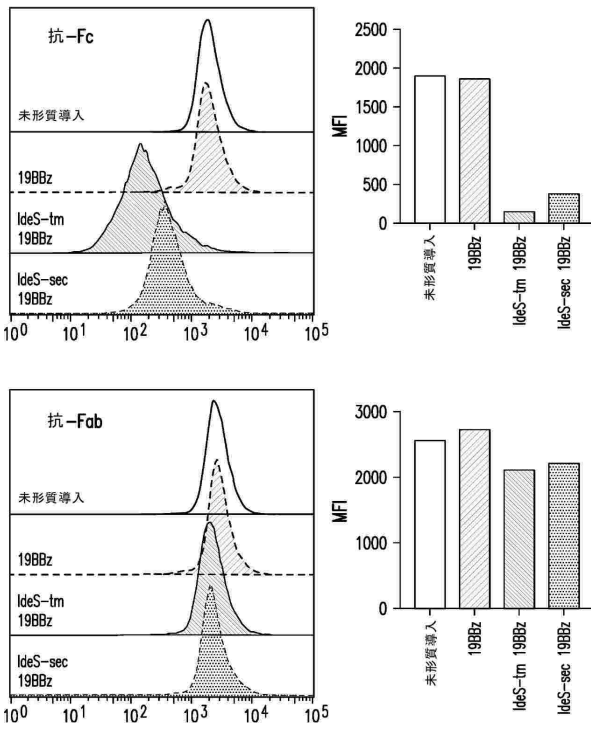 抗-Fc
未形質導入
19BBz
IdeS-tm
19BBz
IdeS-sec
19BBz
10^0 10^1 10^2 10^3 10^4 10^5
2500
2000
1500
1000
500
0
MFI
未形質導入
19BBz
IdeS-tm 19BBz
IdeS-sec 19BBz
抗-Fab
未形質導入
19BBz
IdeS-tm
19BBz
IdeS-sec
19BBz
10^0 10^1 10^2 10^3 10^4 10^5
3000
2000
1000
0
MFI
未形質導入
19BBz
IdeS-tm 19BBz
IdeS-sec 19BBz